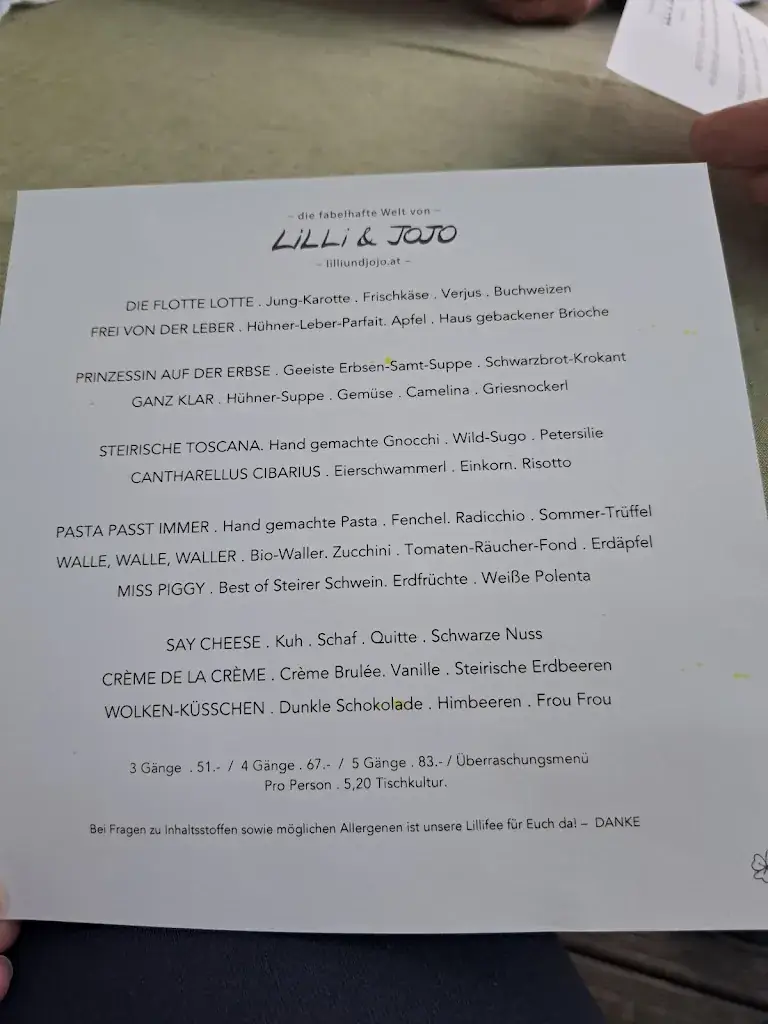 – die fabelhafte Welt von –
LILLI & JOJO
– lilliundjojo.at –
DIE FLOTTE LOTTE . Jung-Karotte . Frischkäse . Verjus . Buchweizen
FREI VON DER LEBER . Hühner-Leber-Parfait. Apfel . Haus gebackener Brioche
PRINZESSIN AUF DER ERBSE . Geeiste Erbsen-Samt-Suppe . Schwarzbrot-Krokant
GANZ KLAR . Hühner-Suppe . Gemüse . Camelina . Griesnockerl
STEIRISCHE TOSCANA. Hand gemachte Gnocchi . Wild-Sugo . Petersilie
CANTHARELLUS CIBARIUS . Eierschwammerl . Einkorn. Risotto
PASTA PASST IMMER . Hand gemachte Pasta . Fenchel. Radicchio . Sommer-Trüffel
WALLE, WALLE, WALLER . Bio-Waller. Zucchini . Tomaten-Räucher-Fond . Erdäpfel
MISS PIGGY . Best of Steirer Schwein. Erdfrüchte . Weiße Polenta
SAY CHEESE . Kuh . Schaf . Quitte . Schwarze Nuss
CRÈME DE LA CRÈME . Crème Brulée. Vanille . Steirische Erdbeeren
WOLKEN-KÜSSCHEN . Dunkle Schokolade . Himbeeren . Frou Frou
3 Gänge . 51.- / 4 Gänge . 67.- / 5 Gänge . 83.- / Überraschungsmenü
Pro Person . 5,20 Tischkultur.
Bei Fragen zu Inhaltsstoffen sowie möglichen Allergenen ist unsere Lillifee für Euch da! – DANKE